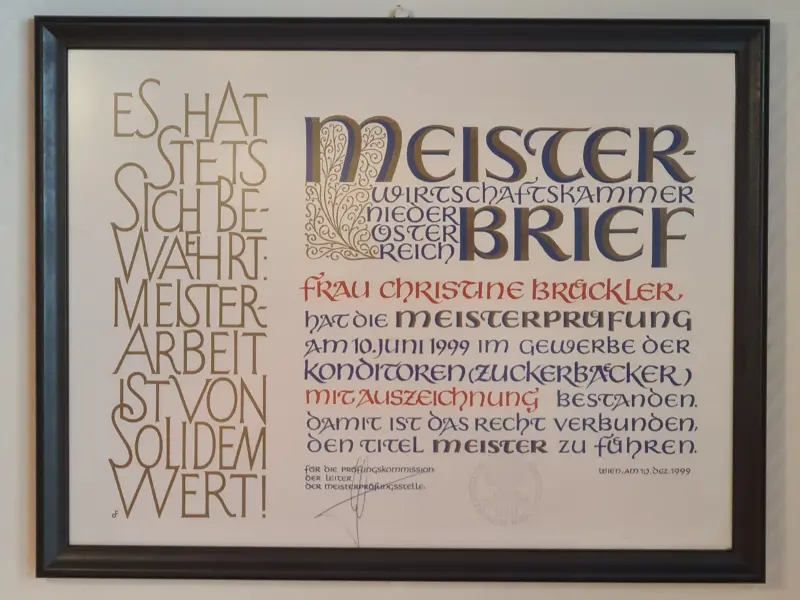 ES HAT
STETS
SICH BE-
WAEHRT:
MEISTER-
ARBEIT
IST VON
SOLIDEM
WERT!
MEISTER-
WIRTSCHAFTSKAMMER
NIEDER
ÖSTER
REICH
BRIEF
FRAU CHRISTINE BRÜCKLER,
HAT DIE MEISTERPRÜFUNG
AM 10. JUNI 1999 IM GEWERBE DER
KONDITOREN (ZUCKERBÄCKER)
MIT AUSZEICHNUNG BESTANDEN.
DAMIT IST DAS RECHT VERBUNDEN,
DEN TITEL MEISTER ZU FÜHREN.
FÜR DIE PRÜFUNGSKOMMISSION
DER LEITER
DER MEISTERPRÜFUNGSSTELLE.
WIEN, AM 10. DEZ. 1999